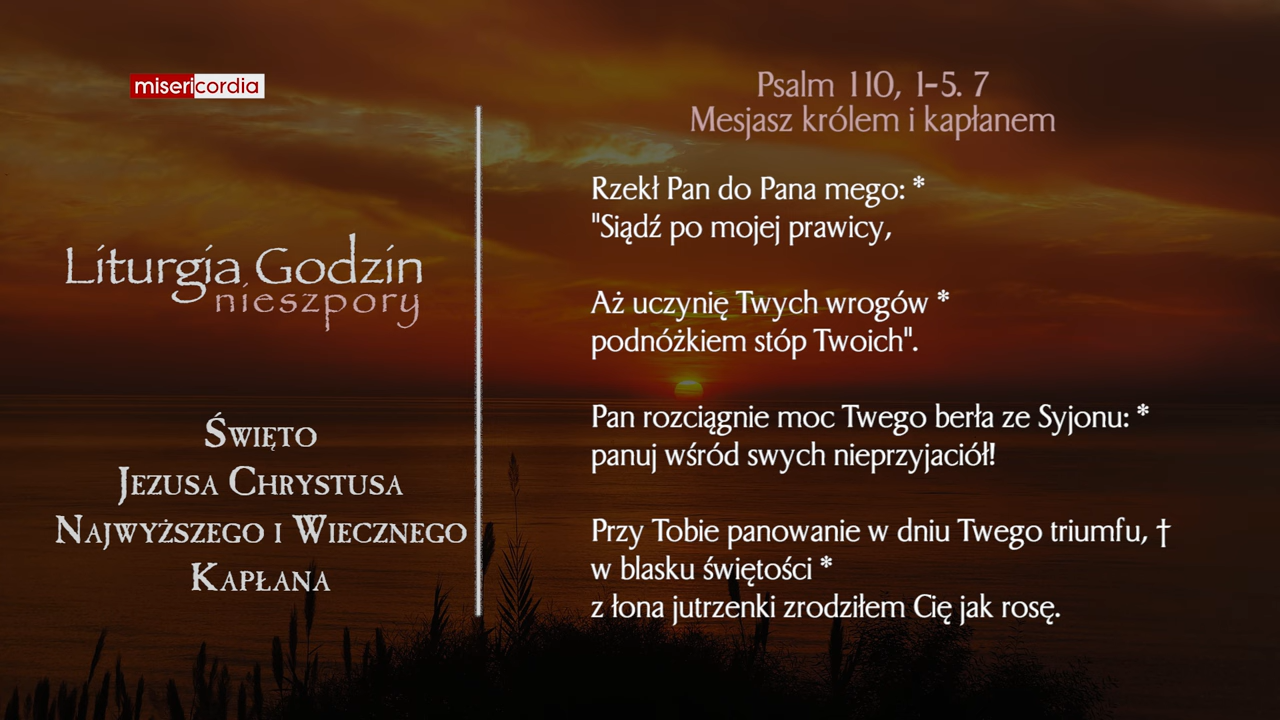 misericordia
Liturgia Godzin
nieszpory
Święto
Jezusa Chrystusa
Najwyższego i Wiecznego
Kapłana
Psalm 110, 1-5. 7
Mesjasz królem i kapłanem
Rzekł Pan do Pana mego: *
"Siądź po mojej prawicy,
Aż uczynię Twych wrogów *
podnóżkiem stóp Twoich".
Pan rozciągnie moc Twego berła ze Syjonu: *
panuj wśród swych nieprzyjaciół!
Przy Tobie panowanie w dniu Twego triumfu, †
w blasku świętości *
z łona jutrzenki zrodziłem Cię jak rosę.